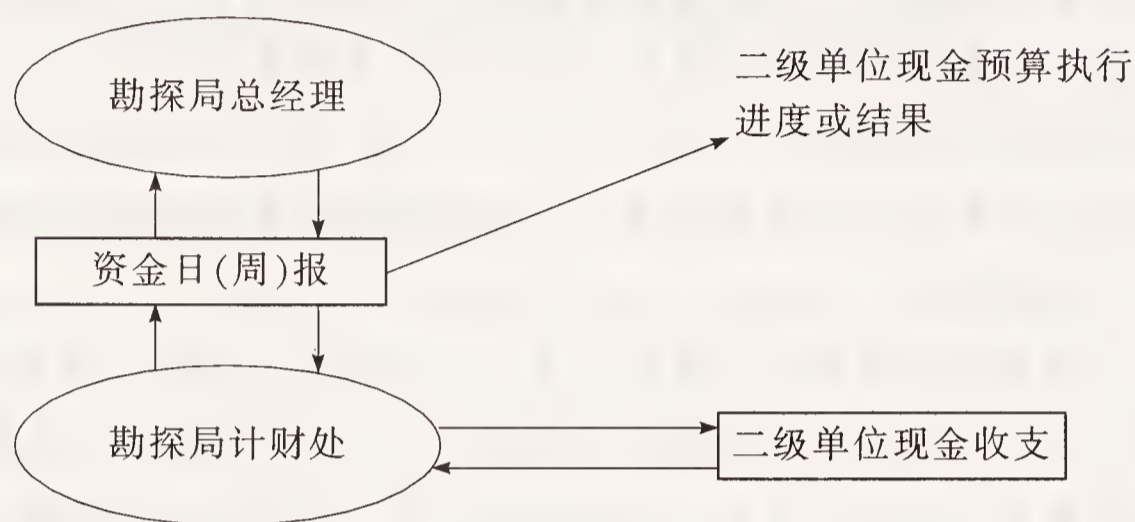 勘探局总经理
二级单位现金预算执行
进度或结果
资金日(周)报
勘探局计财处
二级单位现金收支